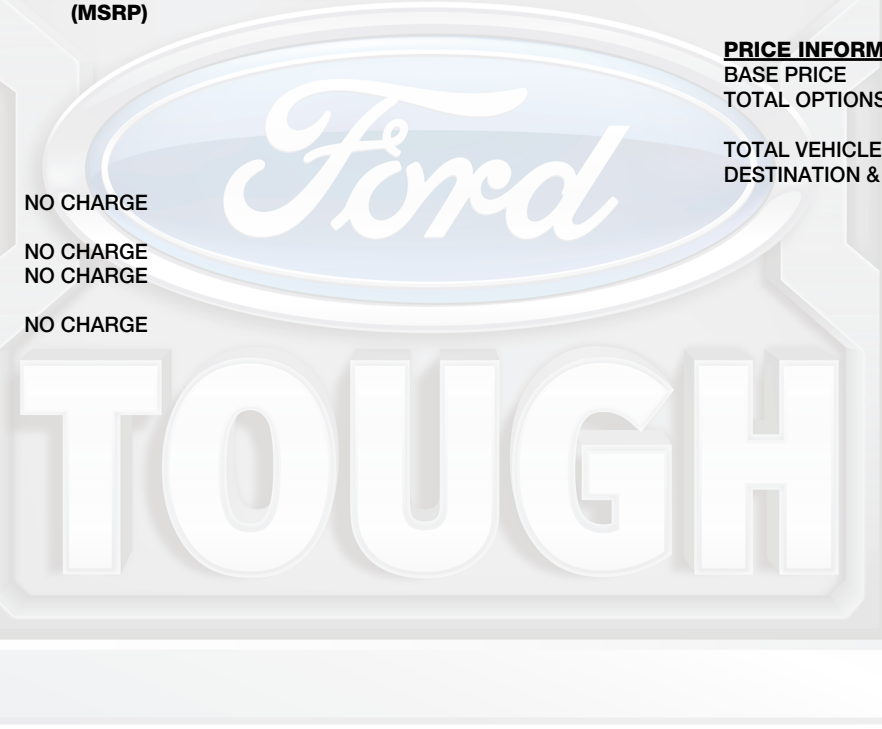 (MSRP)
NO CHARGE
NO CHARGE
NO CHARGE
NO CHARGE
PRICE INFORM
BASE PRICE
TOTAL OPTIONS
TOTAL VEHICLE
DESTINATION &
Ford
TOUGH